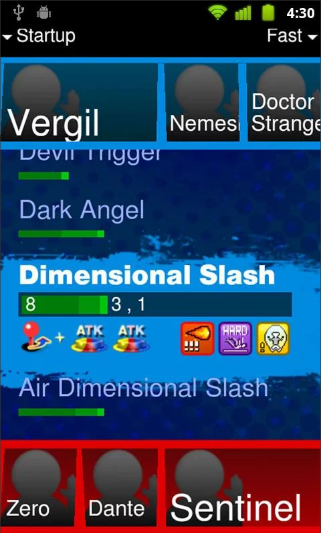 4:30
Startup
Fast
Vergil
Nemesi
Doctor
Strange
Devil Trigger
Dark Angel
Dimensional Slash
8
3 , 1
+ ATK ATK HARD
Air Dimensional Slash
Zero
Dante
Sentinel